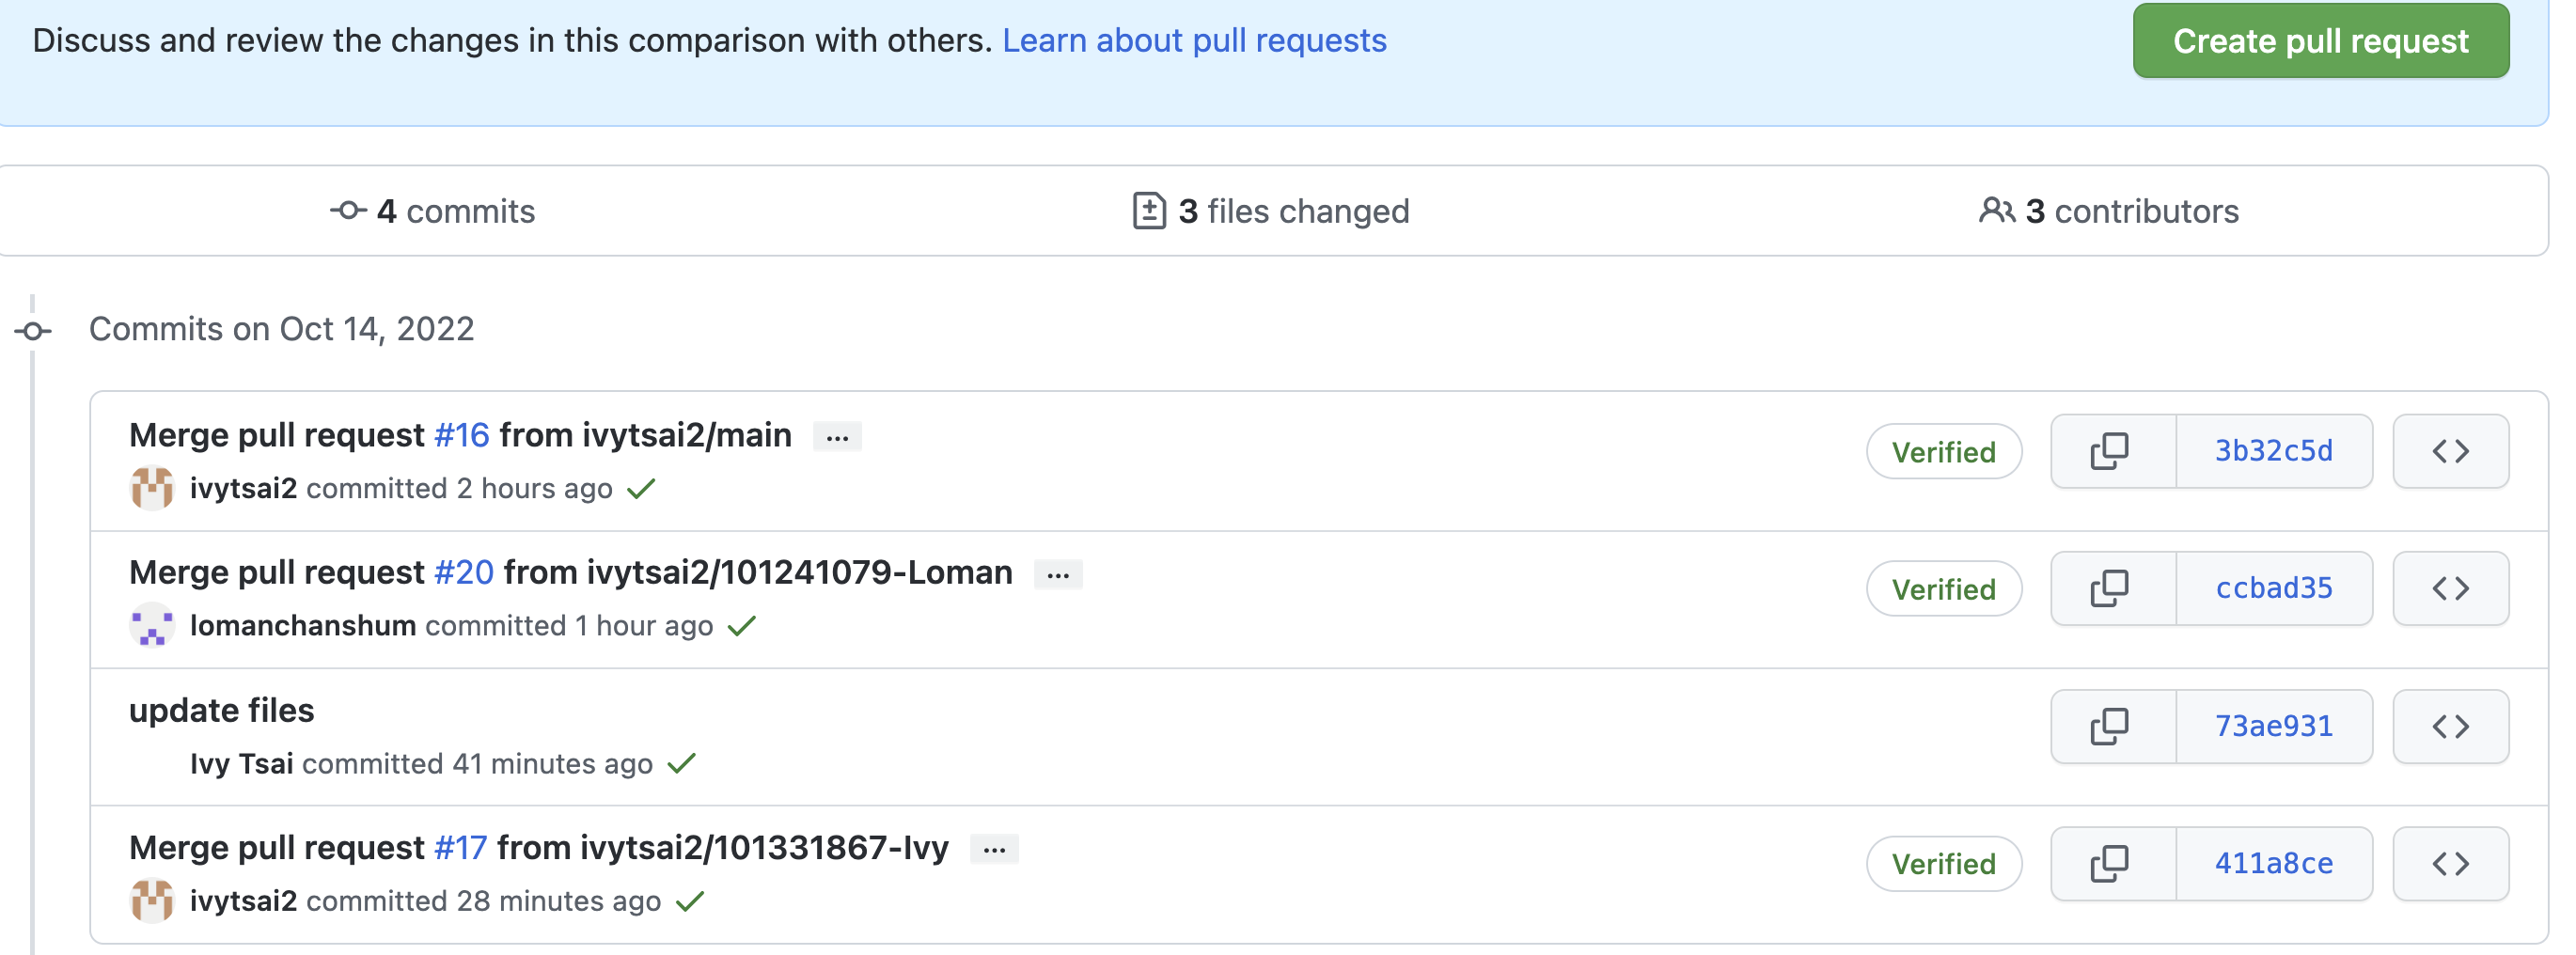 Discuss and review the changes in this comparison with others. Learn about pull requests
Create pull request
4 commits
3 files changed
3 contributors
Commits on Oct 14, 2022
Merge pull request #16 from ivytsai2/main ...
Verified
3b32c5d
ivytsai2 committed 2 hours ago
Merge pull request #20 from ivytsai2/101241079-Loman ...
Verified
ccbad35
lomanchanshum committed 1 hour ago
update files
73ae931
Ivy Tsai committed 41 minutes ago
Merge pull request #17 from ivytsai2/101331867-Ivy ...
Verified
411a8ce
ivytsai2 committed 28 minutes ago